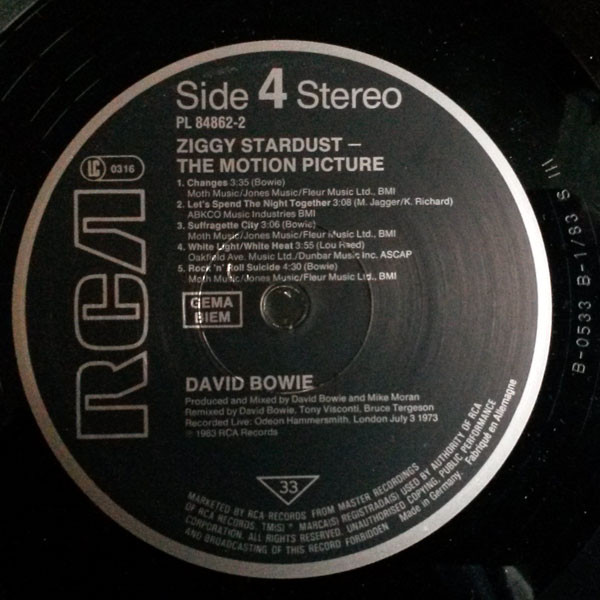 Side 4 Stereo
PL 84862-2
ZIGGY STARDUST –
THE MOTION PICTURE
LC 0316
1. Changes 3:35 (Bowie)
Moth Music/Jones Music/Fleur Music Ltd., BMI
2. Let's Spend The Night Together 3:08 (M. Jagger/K. Richard)
ABKCO Music Industries BMI
3. Suffragette City 3:06 (Bowie)
Moth Music/Jones Music/Fleur Music Ltd., BMI
4. White Light/White Heat 3:55 (Lou Reed)
Oakfield Ave. Music Ltd./Dunbar Music Inc. ASCAP
5. Rock 'n' Roll Suicide 4:30 (Bowie)
Moth Music/Jones Music/Fleur Music Ltd., BMI
GEMA
BIEM
RCA
DAVID BOWIE
Produced and Mixed by David Bowie and Mike Moran
Remixed by David Bowie, Tony Visconti, Bruce Tergeson
Recorded Live: Odeon Hammersmith, London July 3 1973
℗ 1983 RCA Records
33
MARKETED BY RCA RECORDS FROM MASTER RECORDINGS
OF RCA RECORDS. TM(S) ® MARCA(S) REGISTRADA(S) USED BY AUTHORITY OF RCA
CORPORATION. ALL RIGHTS RESERVED. UNAUTHORISED COPYING, PUBLIC PERFORMANCE
AND BROADCASTING OF THIS RECORD FORBIDDEN Made in Germany. Fabriqué en Allemagne
B-0533 B-1/83 S III